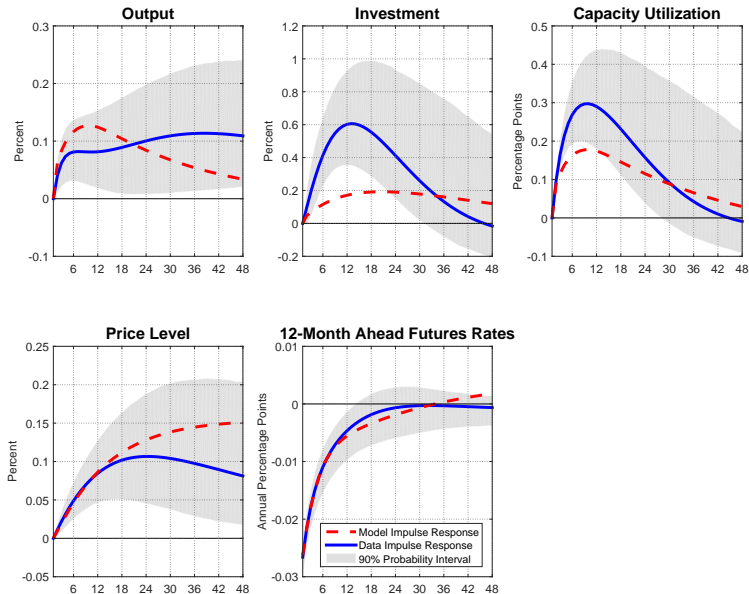 Output
Investment
Capacity Utilization
Percent
0.3
0.2
0.1
0
-0.1
6 12 18 24 30 36 42 48
Percent
1.2
1
0.8
0.6
0.4
0.2
0
-0.2
6 12 18 24 30 36 42 48
Percentage Points
0.5
0.4
0.3
0.2
0.1
0
-0.1
6 12 18 24 30 36 42 48
Price Level
12-Month Ahead Futures Rates
Percent
0.25
0.2
0.15
0.1
0.05
0
-0.05
6 12 18 24 30 36 42 48
Annual Percentage Points
0.01
0
-0.01
-0.02
-0.03
6 12 18 24 30 36 42 48
Model Impulse Response
Data Impulse Response
90% Probability Interval